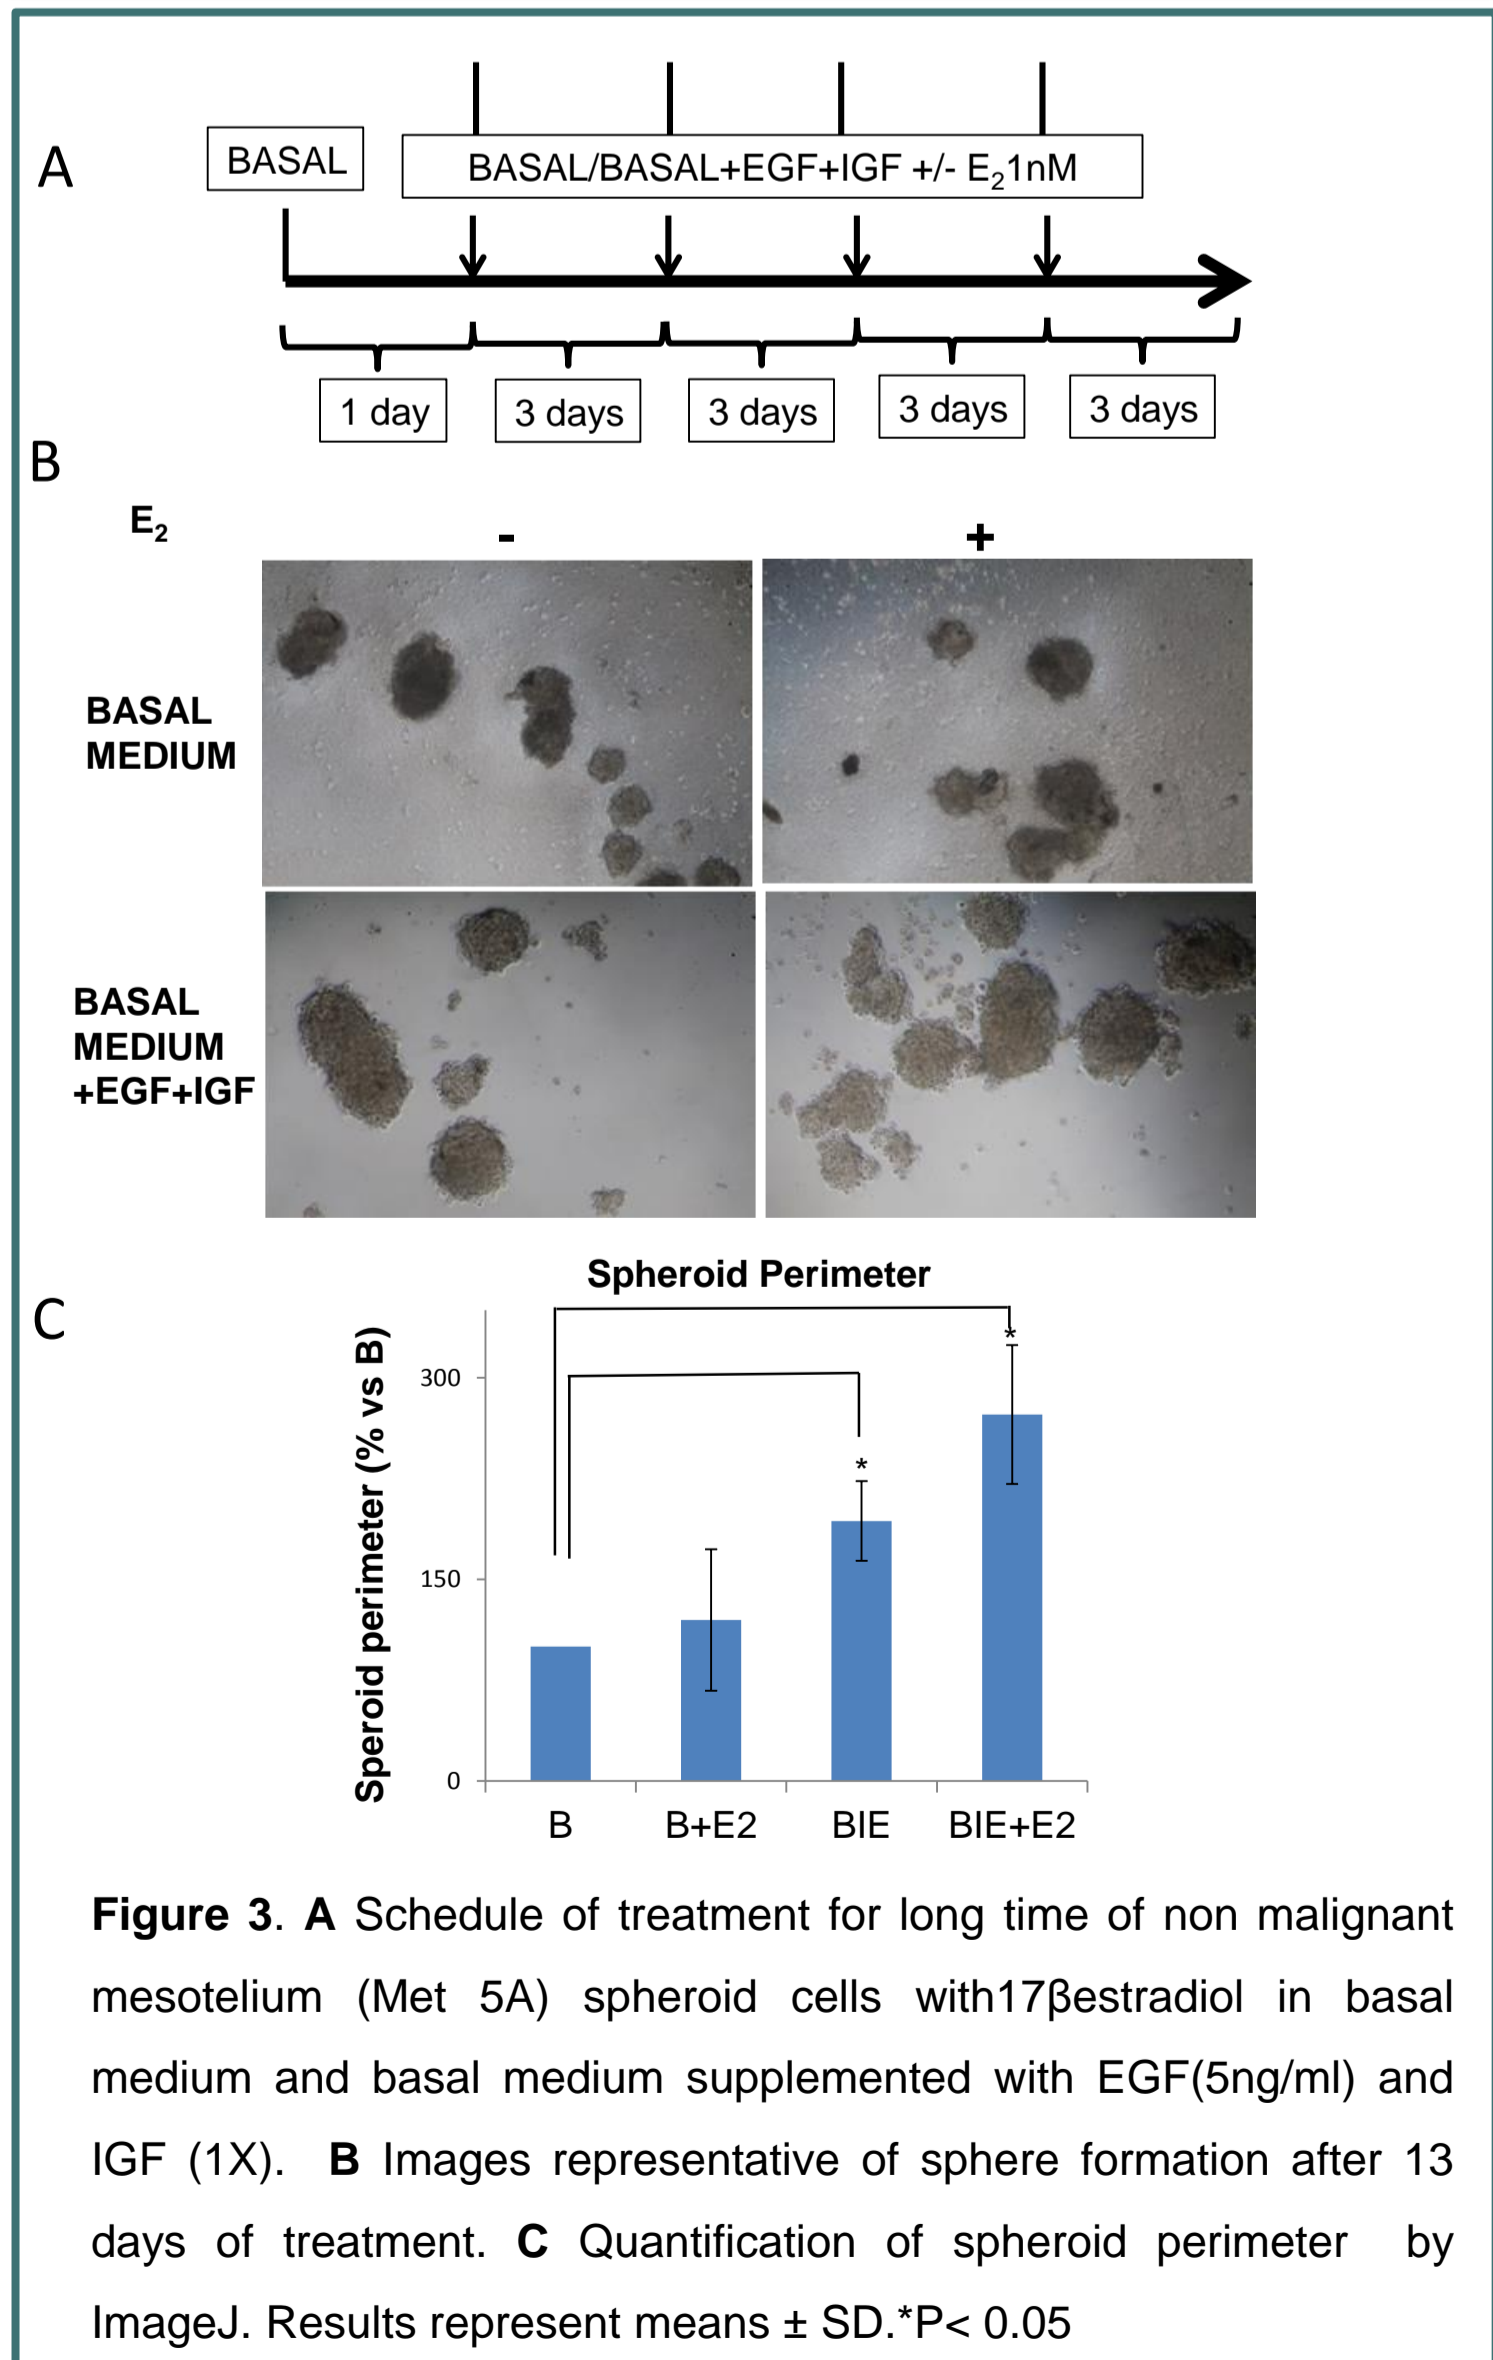 A
BASAL
BASAL/BASAL+EGF+IGF +/- E₂1nM
1 day
3 days
3 days
3 days
3 days
B
E₂
-
+
BASAL
MEDIUM
BASAL
MEDIUM
+EGF+IGF
C
Spheroid Perimeter
Speroid perimeter (% vs B)
300
150
0
*
*
B
B+E2
BIE
BIE+E2
Figure 3. A Schedule of treatment for long time of non malignant
mesotelium (Met 5A) spheroid cells with17βestradiol in basal
medium and basal medium supplemented with EGF(5ng/ml) and
IGF (1X). B Images representative of sphere formation after 13
days of treatment. C Quantification of spheroid perimeter by
ImageJ. Results represent means ± SD.*P< 0.05